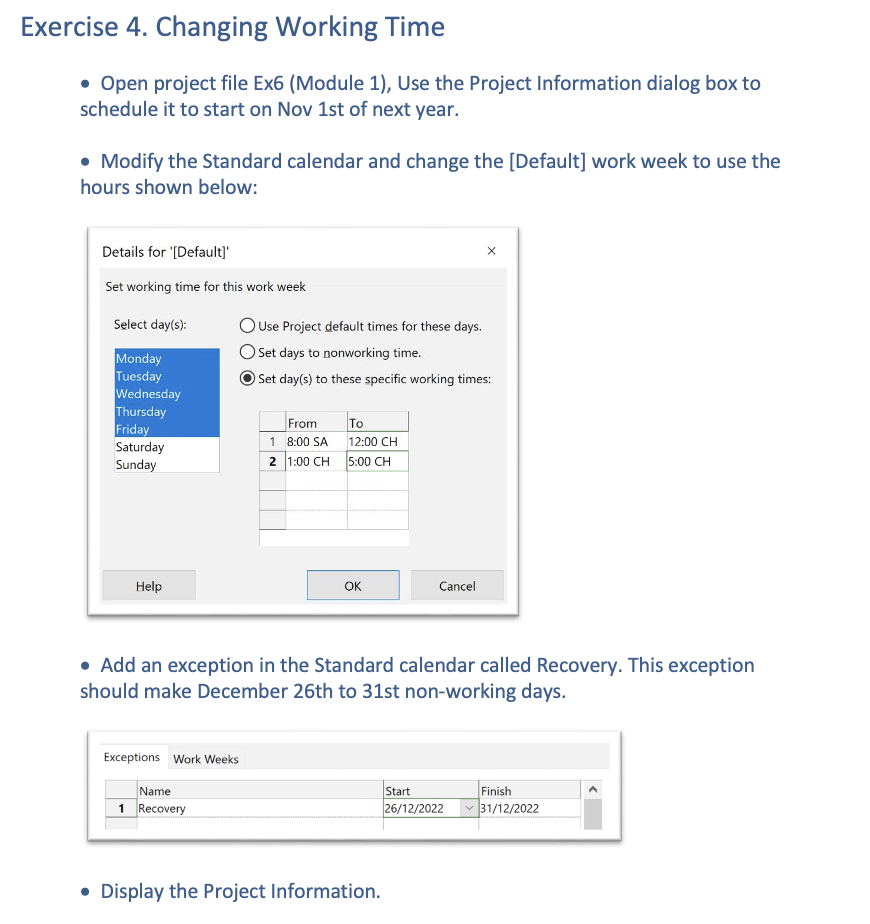 Exercise 4. Changing Working Time
• Open project file Ex6 (Module 1), Use the Project Information dialog box to
schedule it to start on Nov 1st of next year.
• Modify the Standard calendar and change the [Default] work week to use the
hours shown below:
Details for '[Default]' ×
Set working time for this work week
Select day(s):
Use Project default times for these days.
Set days to nonworking time.
Set day(s) to these specific working times:
Monday
Tuesday
Wednesday
Thursday
Friday
Saturday
Sunday
From To
1 8:00 SA 12:00 CH
2 1:00 CH 5:00 CH
Help OK Cancel
• Add an exception in the Standard calendar called Recovery. This exception
should make December 26th to 31st non-working days.
Exceptions Work Weeks
Name Start Finish
1 Recovery 26/12/2022 31/12/2022
• Display the Project Information.